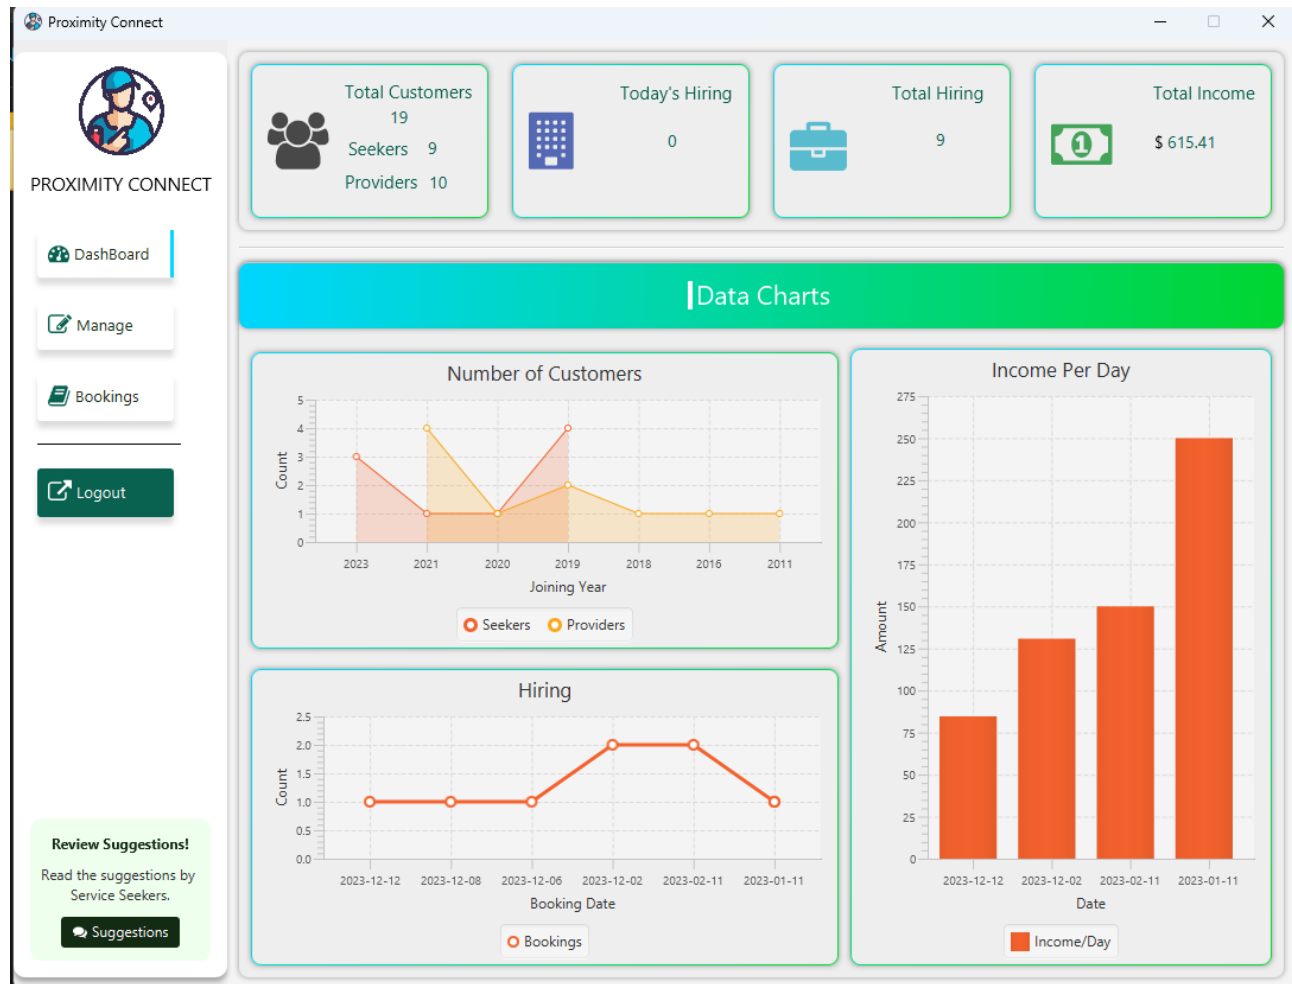 Proximity Connect
PROXIMITY CONNECT
DashBoard
Manage
Bookings
Logout
Review Suggestions!
Read the suggestions by
Service Seekers.
Suggestions
Total Customers
19
Seekers 9
Providers 10
Today's Hiring
0
Total Hiring
9
Total Income
$ 615.41
Data Charts
Number of Customers
5
4
3
2
1
0
Count
2023 2021 2020 2019 2018 2016 2011
Joining Year
Seekers Providers
Hiring
2.5
2.0
1.5
1.0
0.5
0.0
Count
2023-12-12 2023-12-08 2023-12-06 2023-12-02 2023-02-11 2023-01-11
Booking Date
Bookings
Income Per Day
275
250
225
200
175
150
125
100
75
50
25
0
Amount
2023-12-12 2023-12-02 2023-02-11 2023-01-11
Date
Income/Day